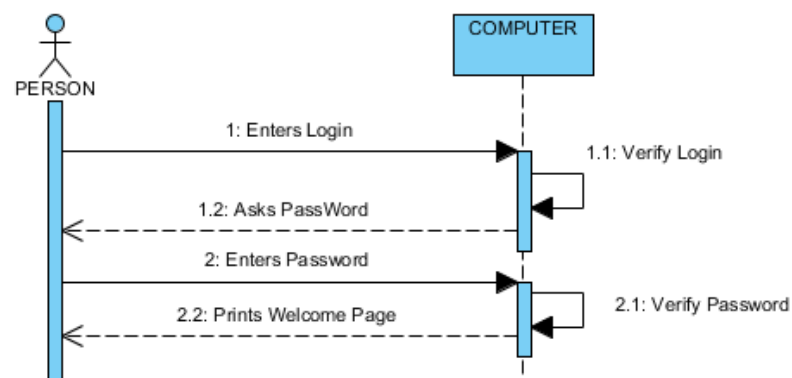 COMPUTER
PERSON
1: Enters Login
1.1: Verify Login
1.2: Asks PassWord
2: Enters Password
2.1: Verify Password
2.2: Prints Welcome Page